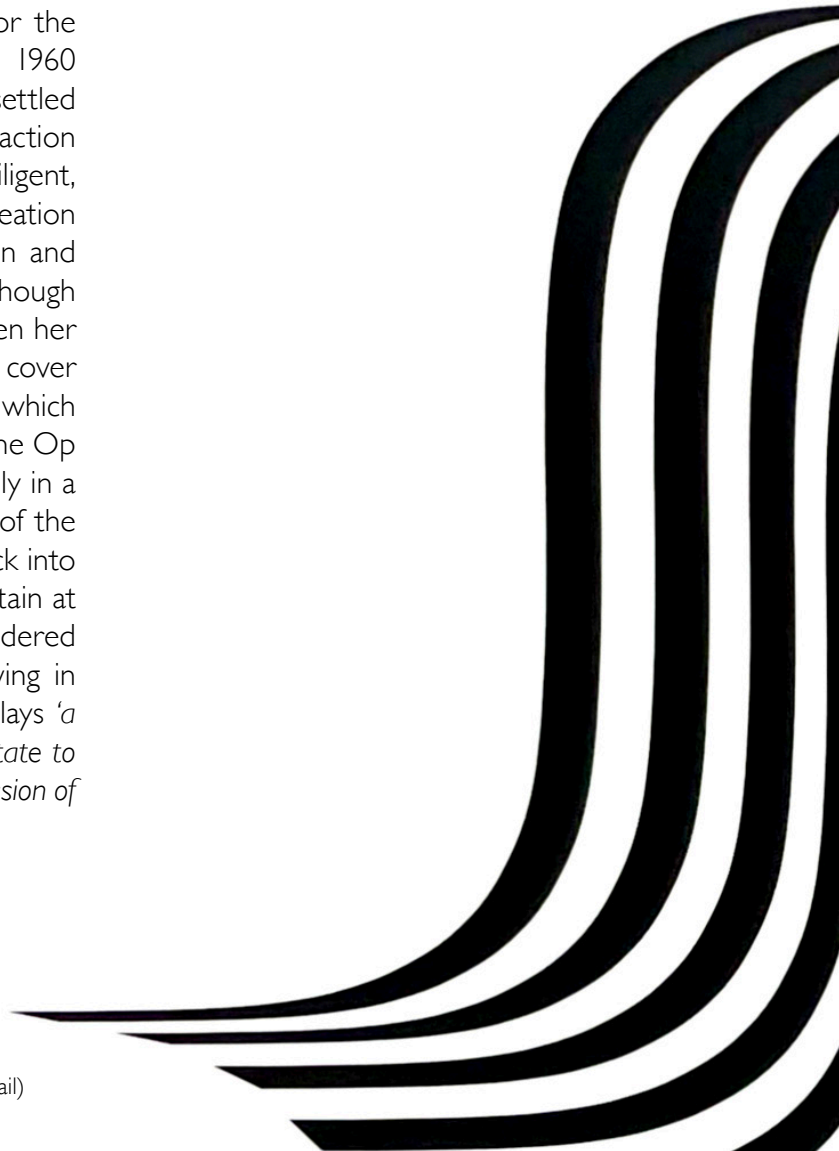 or the
1960
settled
action
iligent,
eation
n and
hough
en her
cover
which
ne Op
ly in a
of the
ck into
tain at
dered
ving in
lays ‘a
tate to
sion of
ail)